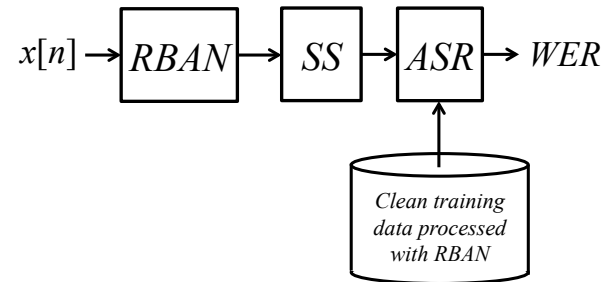 x[n] RBAN SS ASR WER
Clean training
data processed
with RBAN